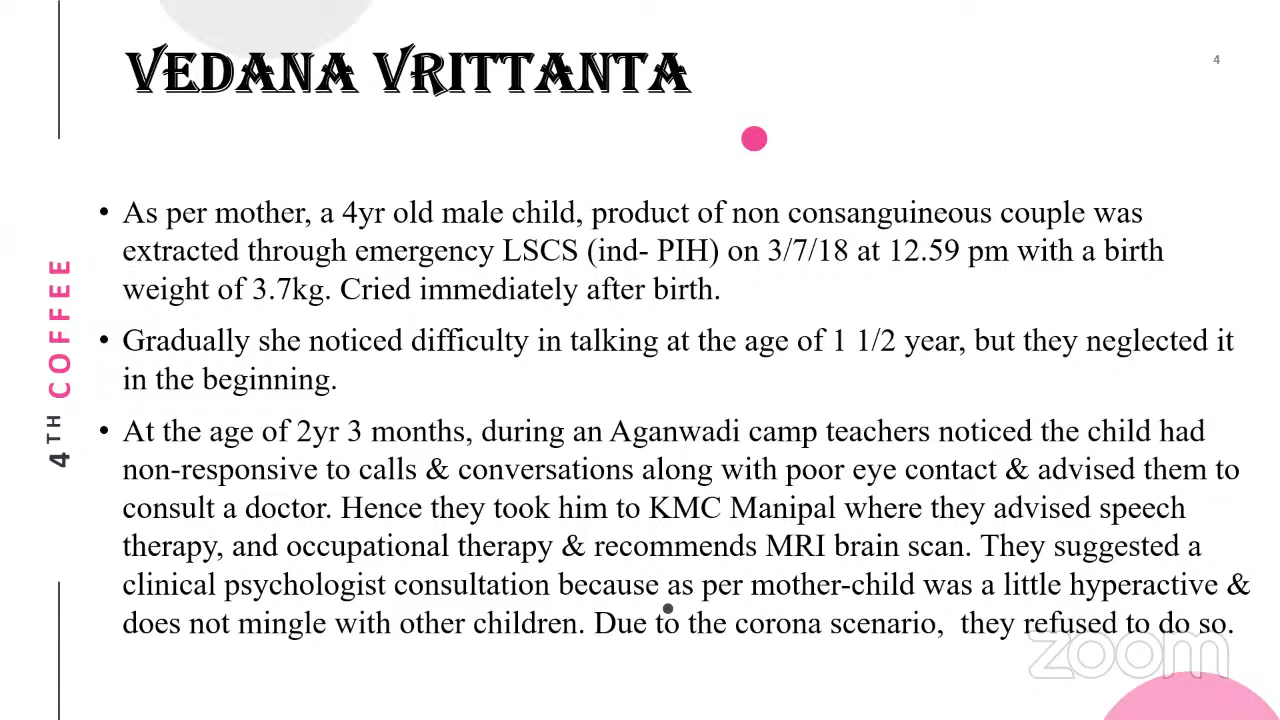 VEDANA VRITTANTA
4
• As per mother, a 4yr old male child, product of non consanguineous couple was
extracted through emergency LSCS (ind- PIH) on 3/7/18 at 12.59 pm with a birth
weight of 3.7kg. Cried immediately after birth.
• Gradually she noticed difficulty in talking at the age of 1 1/2 year, but they neglected it
in the beginning.
• At the age of 2yr 3 months, during an Aganwadi camp teachers noticed the child had
non-responsive to calls & conversations along with poor eye contact & advised them to
consult a doctor. Hence they took him to KMC Manipal where they advised speech
therapy, and occupational therapy & recommends MRI brain scan. They suggested a
clinical psychologist consultation because as per mother-child was a little hyperactive &
does not mingle with other children. Due to the corona scenario,  they refused to do so.
4TH COFFEE
zoom